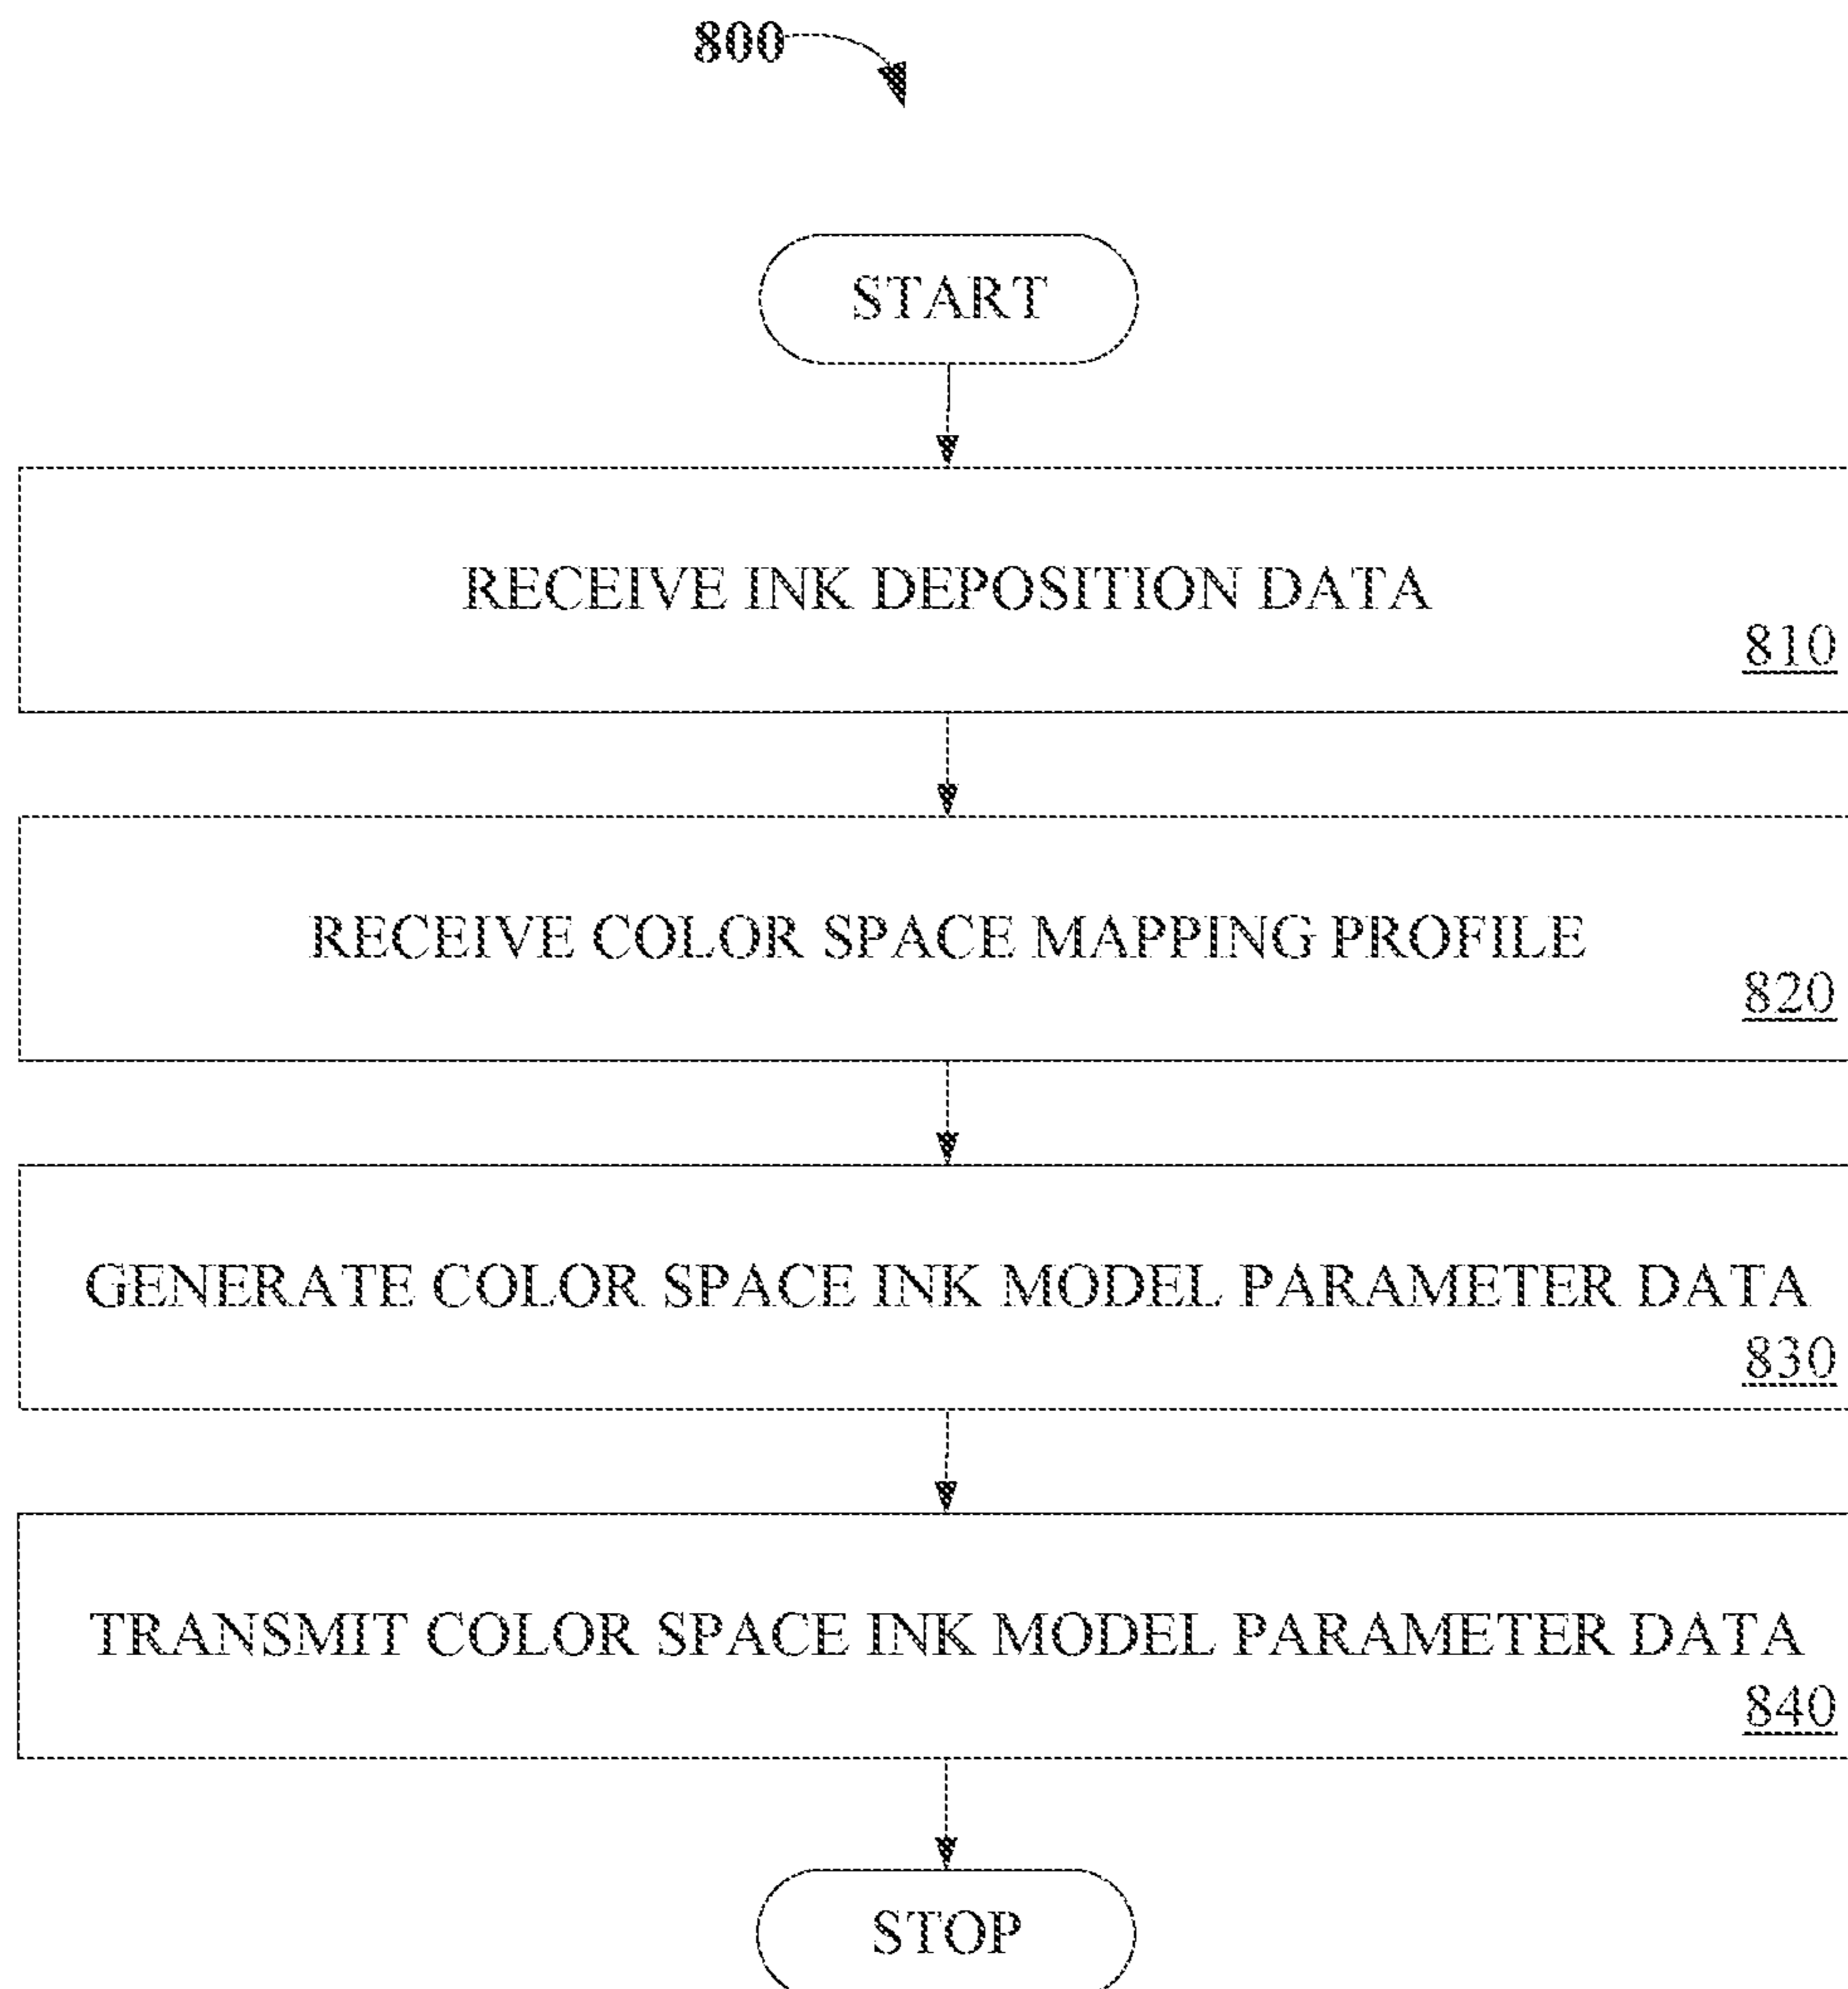 800
START
RECEIVE INK DEPOSITION DATA
810
RECEIVE COLOR SPACE MAPPING PROFILE
820
GENERATE COLOR SPACE INK MODEL PARAMETER DATA
830
TRANSMIT COLOR SPACE INK MODEL PARAMETER DATA
840
STOP